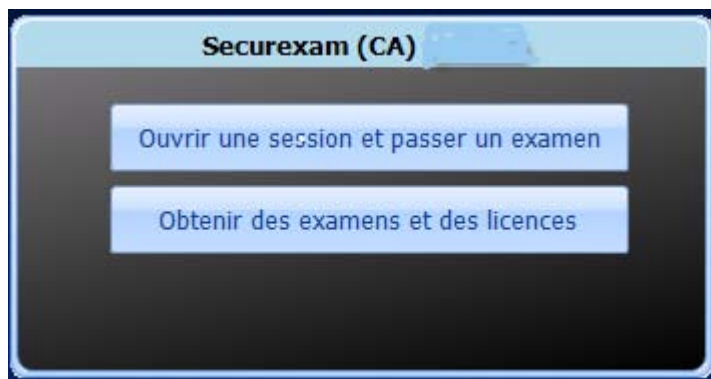 Securexam (CA)
Ouvrir une session et passer un examen
Obtenir des examens et des licences